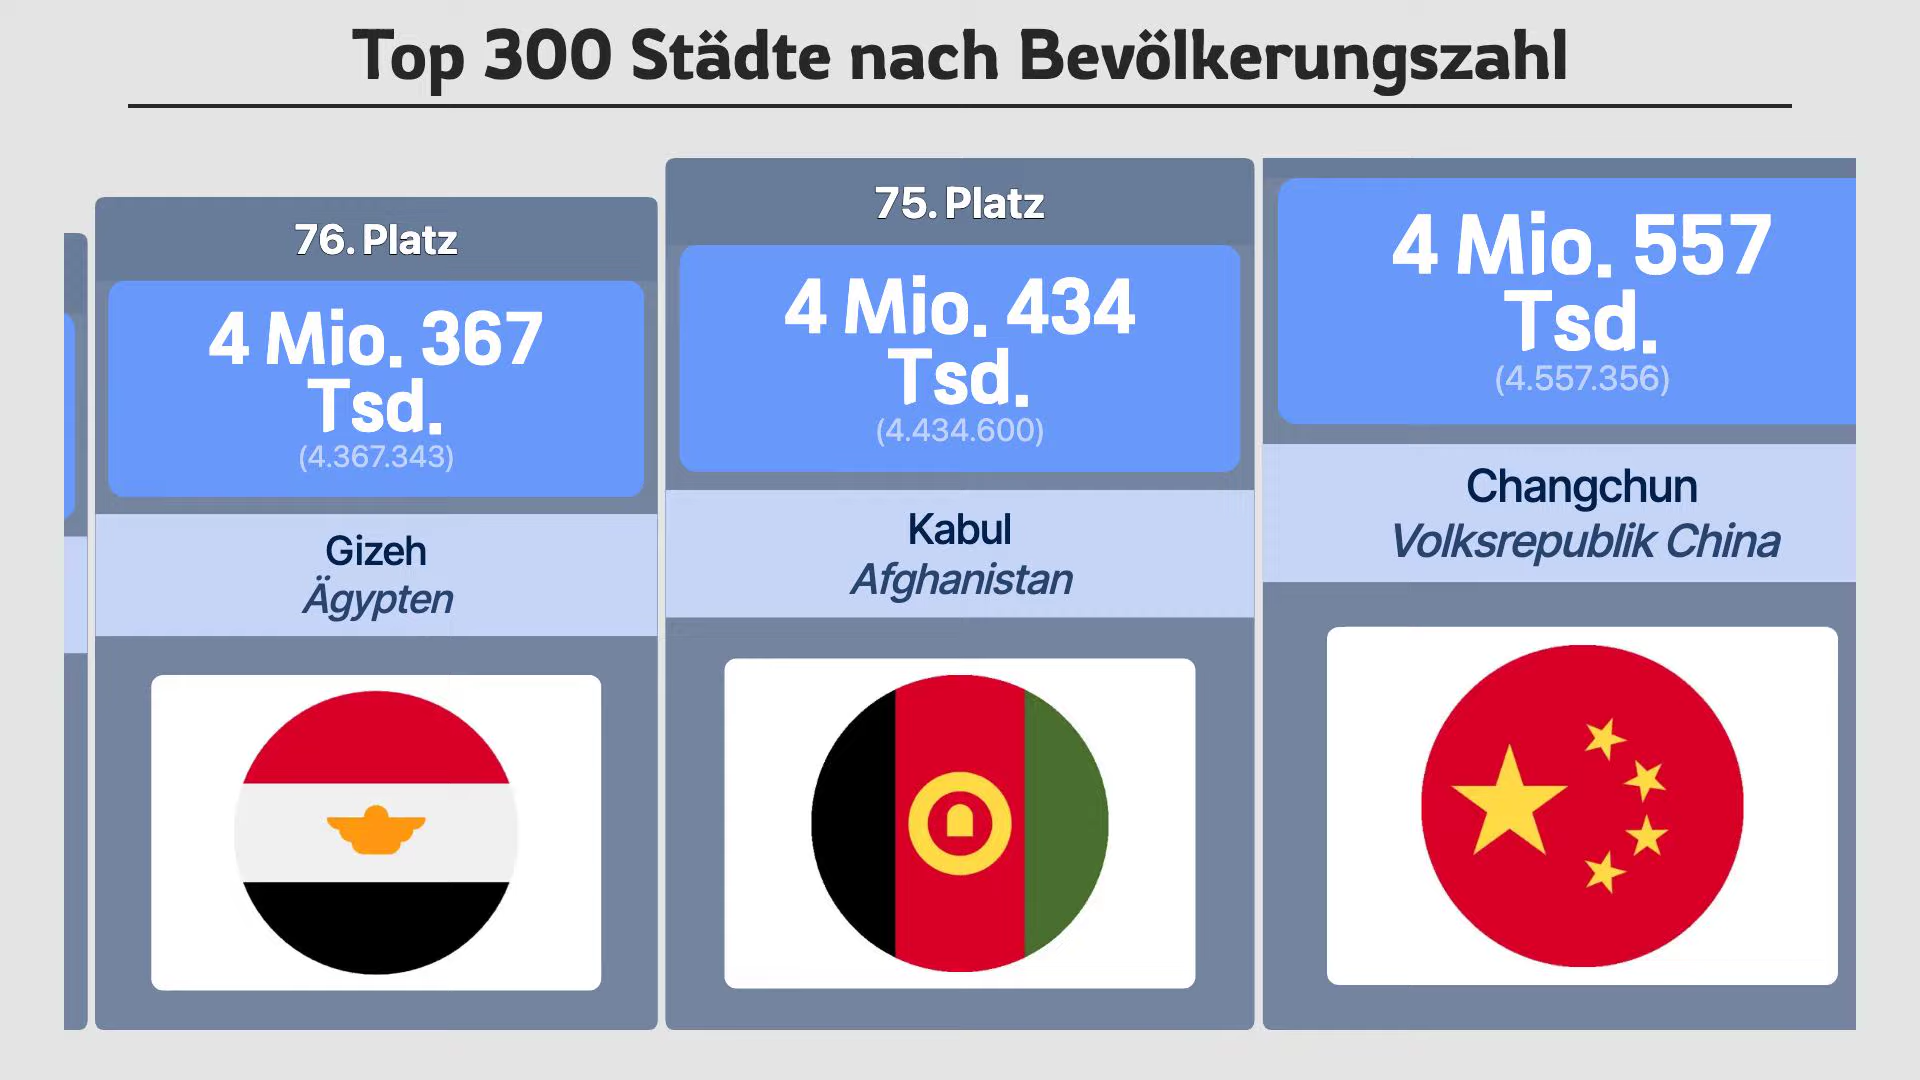 Top 300 Städte nach Bevölkerungszahl
76. Platz
4 Mio. 367
Tsd.
(4.367.343)
Gizeh
Ägypten
75. Platz
4 Mio. 434
Tsd.
(4.434.600)
Kabul
Afghanistan
4 Mio. 557
Tsd.
(4.557.356)
Changchun
Volksrepublik China